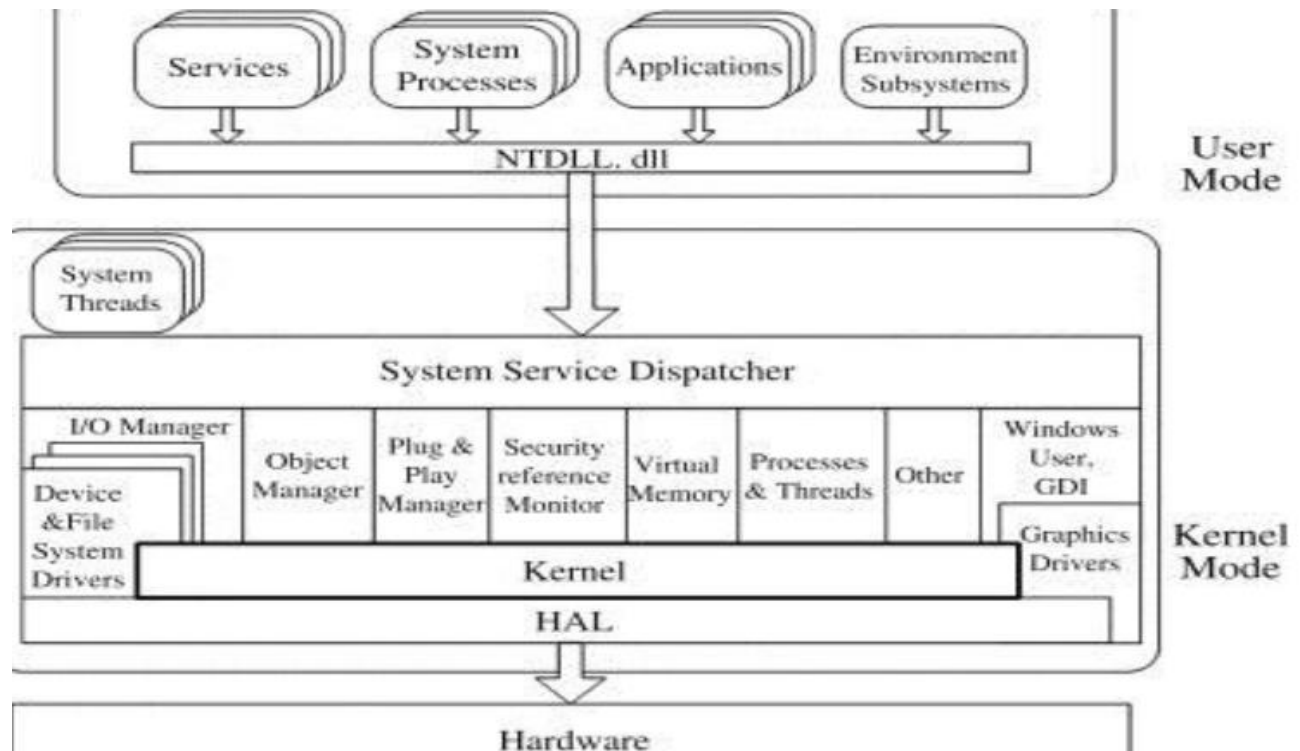 Services
System
Processes
Applications
Environment
Subsystems
NTDLL. dll
User
Mode
System
Threads
System Service Dispatcher
I/O Manager
Device
&File
System
Drivers
Object
Manager
Plug &
Play
Manager
Security
reference
Monitor
Virtual
Memory
Processes
& Threads
Other
Windows
User,
GDI
Graphics
Drivers
Kernel
Mode
Kernel
HAL
Hardware